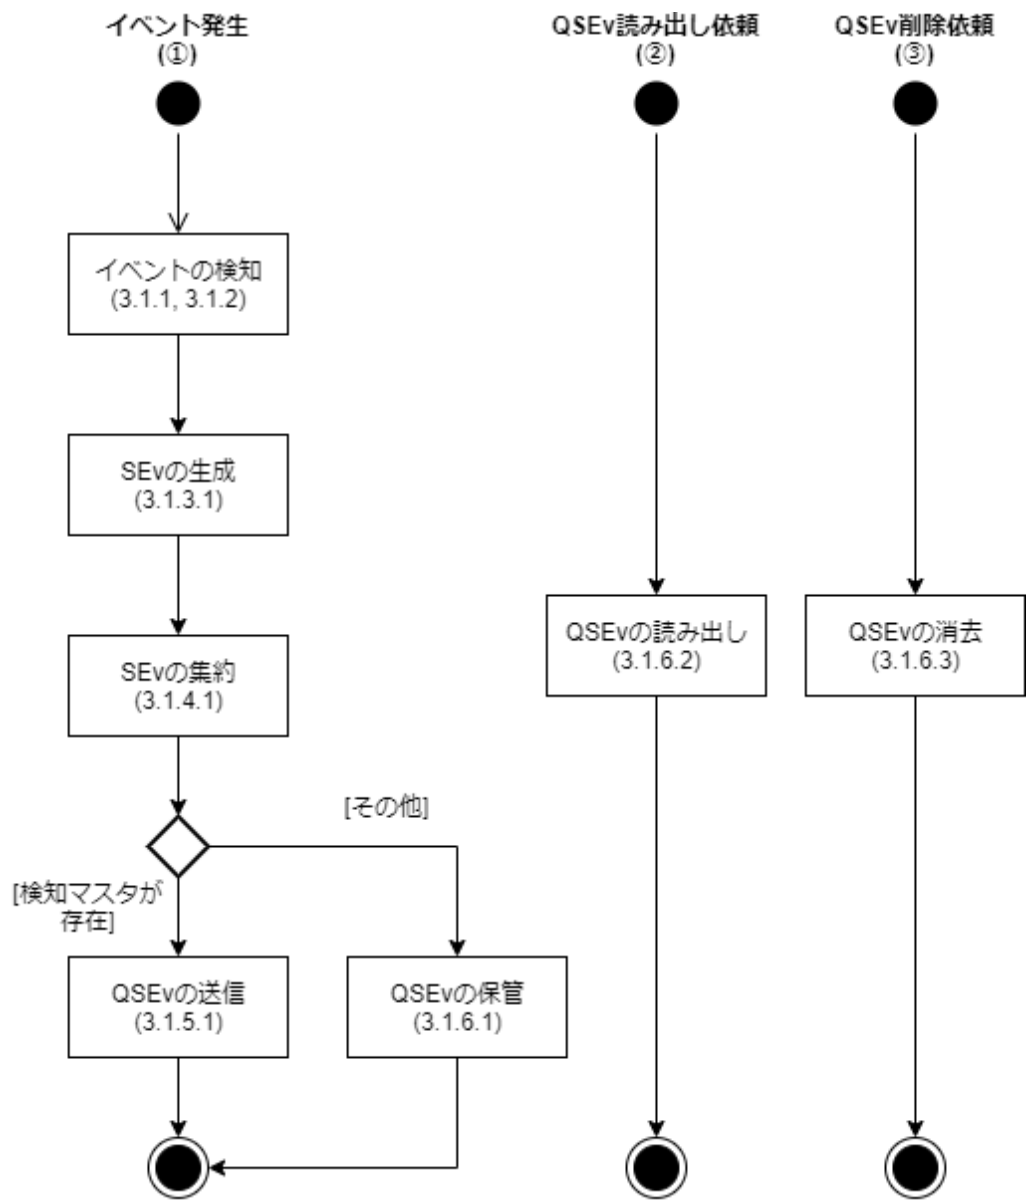 イベント発生
(①)
QSEv読み出し依頼
(②)
QSEv削除依頼
(③)
イベントの検知
(3.1.1, 3.1.2)
SEvの生成
(3.1.3.1)
QSEvの読み出し
(3.1.6.2)
QSEvの消去
(3.1.6.3)
SEvの集約
(3.1.4.1)
[その他]
[検知マスタが
存在]
QSEvの送信
(3.1.5.1)
QSEvの保管
(3.1.6.1)